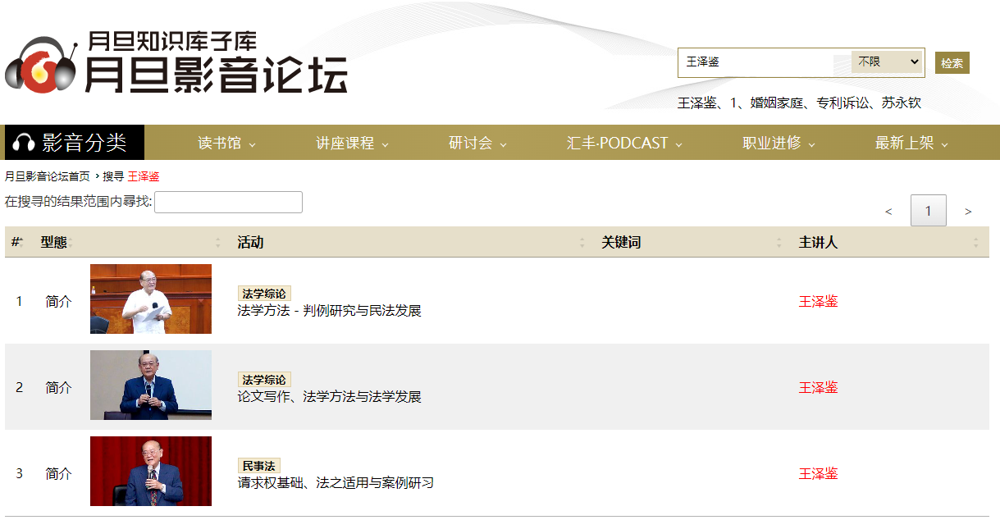 月旦知识库子库
月旦影音论坛
王泽鉴 不限 检索
王泽鉴、1、婚姻家庭、专利诉讼、苏永钦
影音分类 读书馆 讲座课程 研讨会 汇丰·PODCAST 职业进修 最新上架
月旦影音论坛首页 › 搜寻 王泽鉴
在搜寻的结果范围内尋找:
< 1 >
# 型態 活动 关键词 主讲人
1 简介 法学综论 王泽鉴
法学方法 - 判例研究与民法发展
2 简介 法学综论 王泽鉴
论文写作、法学方法与法学发展
3 简介 民事法 王泽鉴
请求权基础、法之适用与案例研习